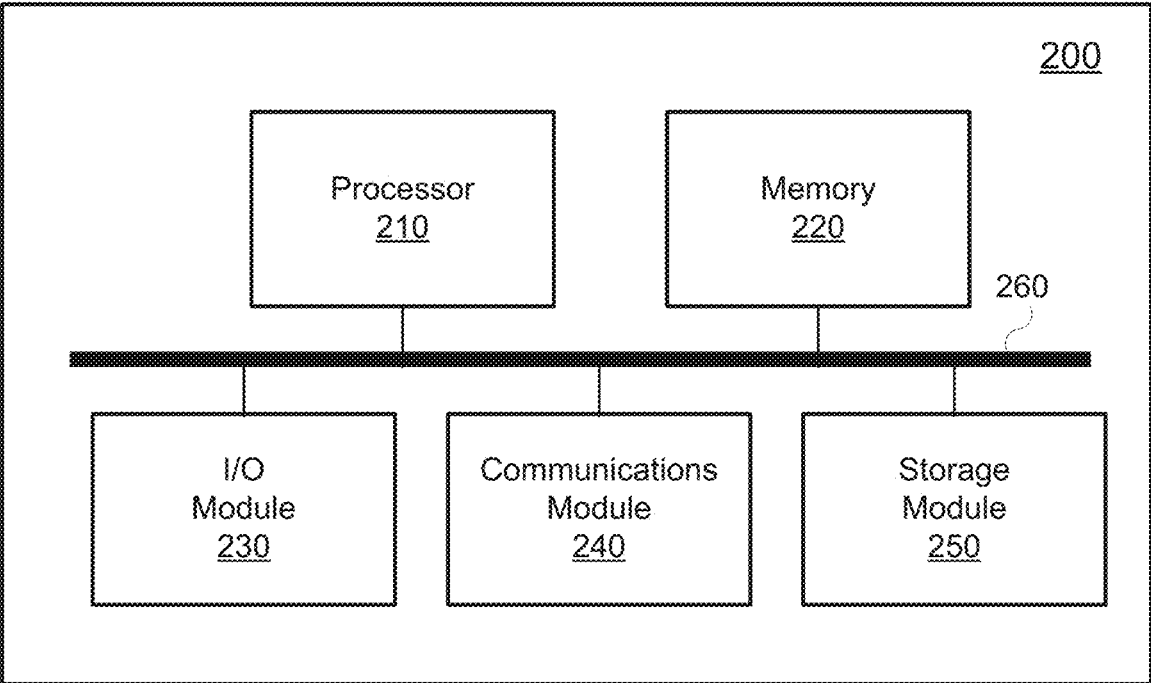 200
Processor
210
Memory
220
260
I/O
Module
230
Communications
Module
240
Storage
Module
250